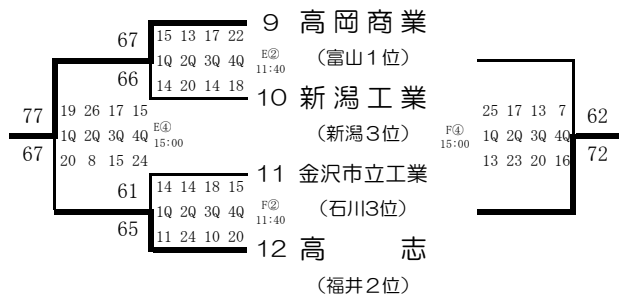 9 高岡商業
67 15 13 17 22
1Q 2Q 3Q 4Q E② 11:40 (富山1位)
66 14 20 14 18
10 新潟工業
(新潟3位)
77 19 26 17 15
1Q 2Q 3Q 4Q E④ 15:00
67 20 8 15 24
25 17 13 7 62
F④ 15:00 1Q 2Q 3Q 4Q
13 23 20 16 72
11 金沢市立工業
61 14 14 18 15
1Q 2Q 3Q 4Q F② 11:40 (石川3位)
65 11 24 10 20
12 高 志
(福井2位)